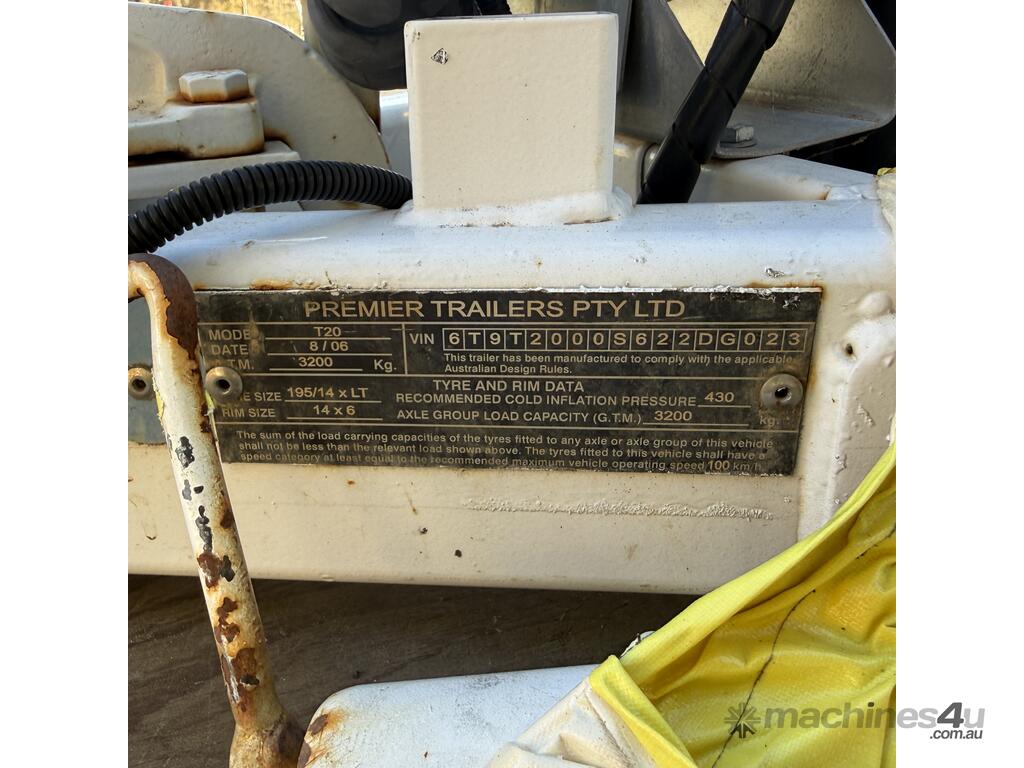 PREMIER TRAILERS PTY LTD
MODEL T20
DATE 8 / 06
A.T.M. 3200 Kg.
VIN 6T9T2000S622DG023
This trailer has been manufactured to comply with the applicable
Australian Design Rules.
TYRE AND RIM DATA
SIZE 195/14 x LT
RECOMMENDED COLD INFLATION PRESSURE 430
RIM SIZE 14 x 6
AXLE GROUP LOAD CAPACITY (G.T.M.) 3200 kg.
The sum of the load carrying capacities of the tyres fitted to any axle or axle group of this vehicle
shall not be less than the relevant load shown above. The tyres fitted to this vehicle shall have a
speed category at least equal to the recommended maximum vehicle operating speed 100 km/h
machines4u
.com.au